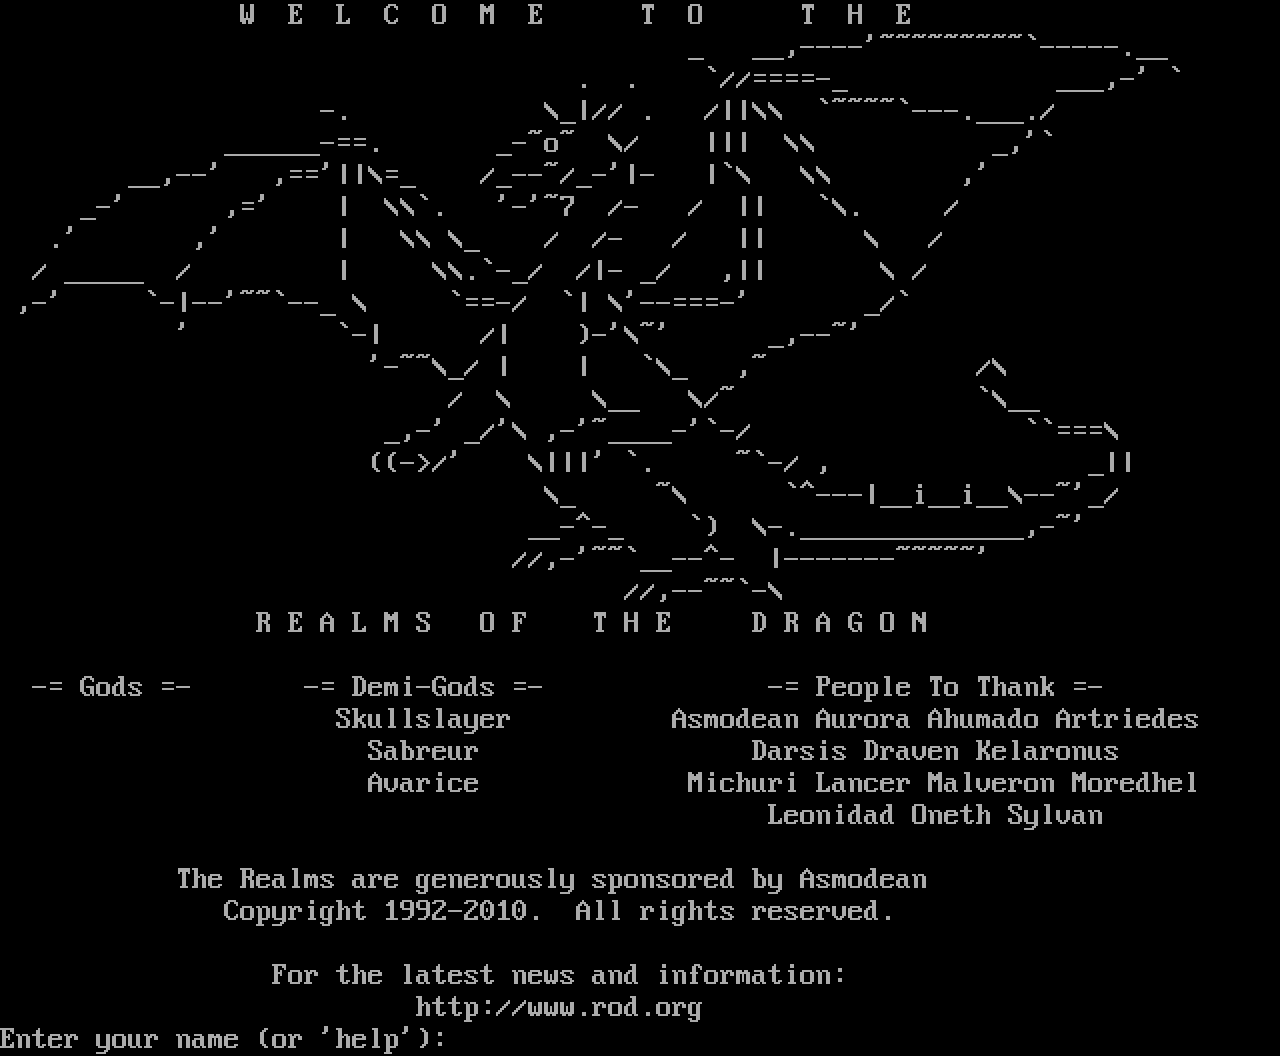 W E L C O M E   T O   T H E
R E A L M S   O F   T H E   D R A G O N
-= Gods =-   -= Demi-Gods =-   -= People To Thank =-
Skullslayer   Asmodean Aurora Ahumado Artriedes
Sabreur   Darsis Draven Kelaronus
Avarice   Michuri Lancer Malveron Moredhel
Leonidad Oneth Sylvan
The Realms are generously sponsored by Asmodean
Copyright 1992-2010.  All rights reserved.
For the latest news and information:
http://www.rod.org
Enter your name (or 'help'):